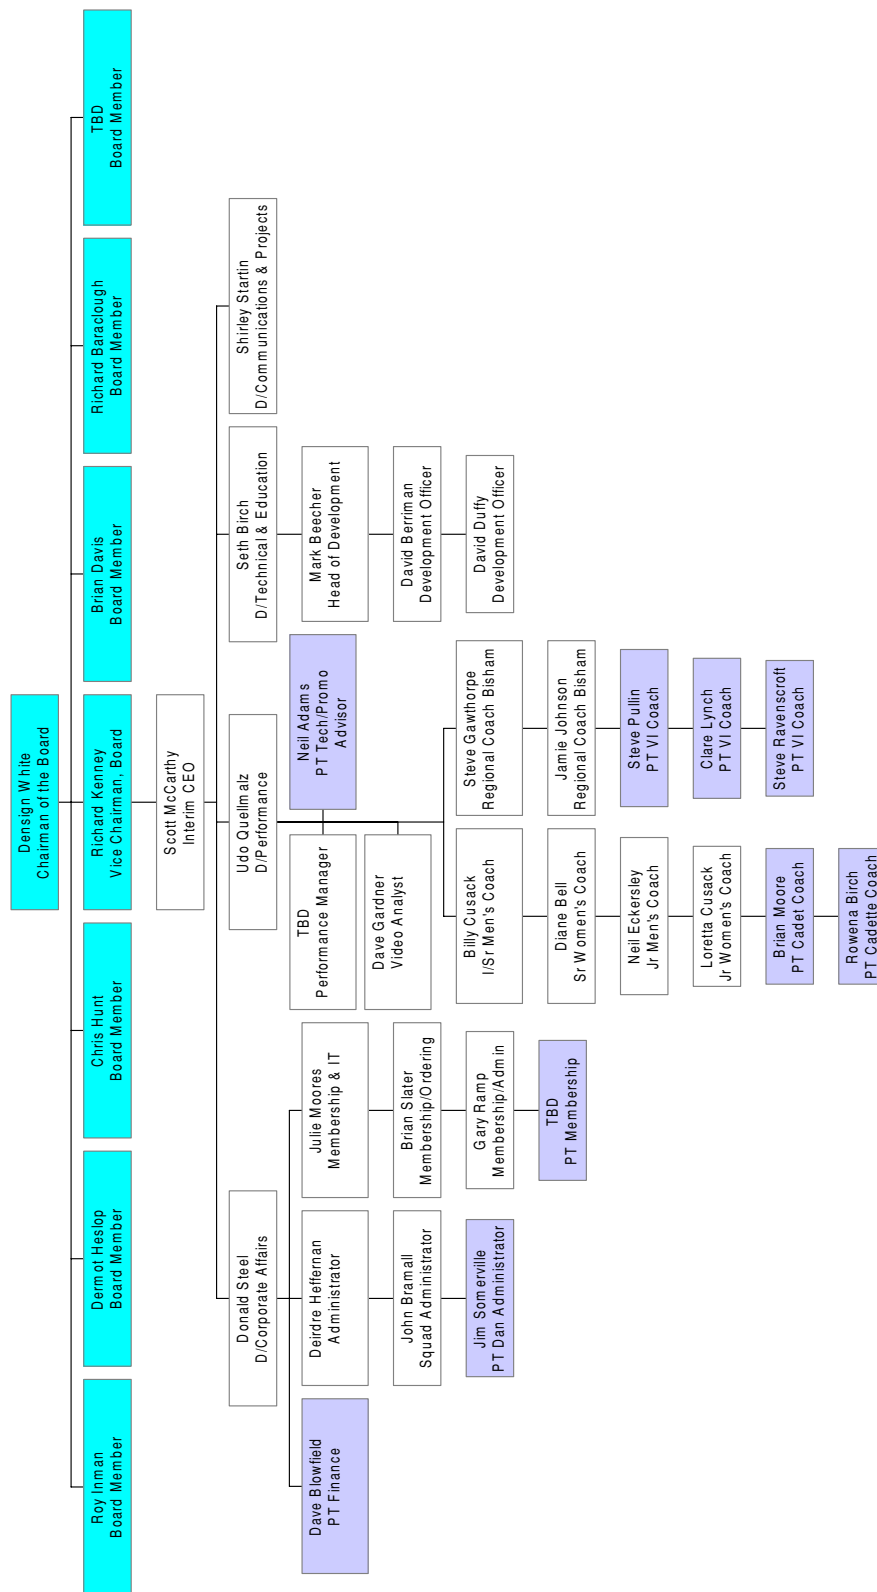 Densign White
Chairman of the Board
Roy Inman
Board Member
Dermot Heslop
Board Member
Chris Hunt
Board Member
Richard Kenney
Vice Chairman, Board
Brian Davis
Board Member
Richard Baraclough
Board Member
TBD
Board Member
Scott McCarthy
Interim CEO
Donald Steel
D/Corporate Affairs
Udo Quellmalz
D/Performance
Seth Birch
D/Technical & Education
Shirley Startin
D/Communications & Projects
Dave Blowfield
PT Finance
Deirdre Heffernan
Administrator
John Bramall
Squad Administrator
Jim Somerville
PT Dan Administrator
Julie Moores
Membership & IT
Brian Slater
Membership/Ordering
Gary Ramp
Membership/Admin
TBD
PT Membership
TBD
Performance Manager
Neil Adams
PT Tech/Promo
Advisor
Dave Gardner
Video Analyst
Billy Cusack
I/Sr Men's Coach
Diane Bell
Sr Women's Coach
Neil Eckersley
Jr Men's Coach
Loretta Cusack
Jr Women's Coach
Brian Moore
PT Cadet Coach
Rowena Birch
PT Cadette Coach
Steve Gawthorpe
Regional Coach Bisham
Jamie Johnson
Regional Coach Bisham
Steve Pullin
PT VI Coach
Clare Lynch
PT VI Coach
Steve Ravenscroft
PT VI Coach
Mark Beecher
Head of Development
David Berriman
Development Officer
David Duffy
Development Officer